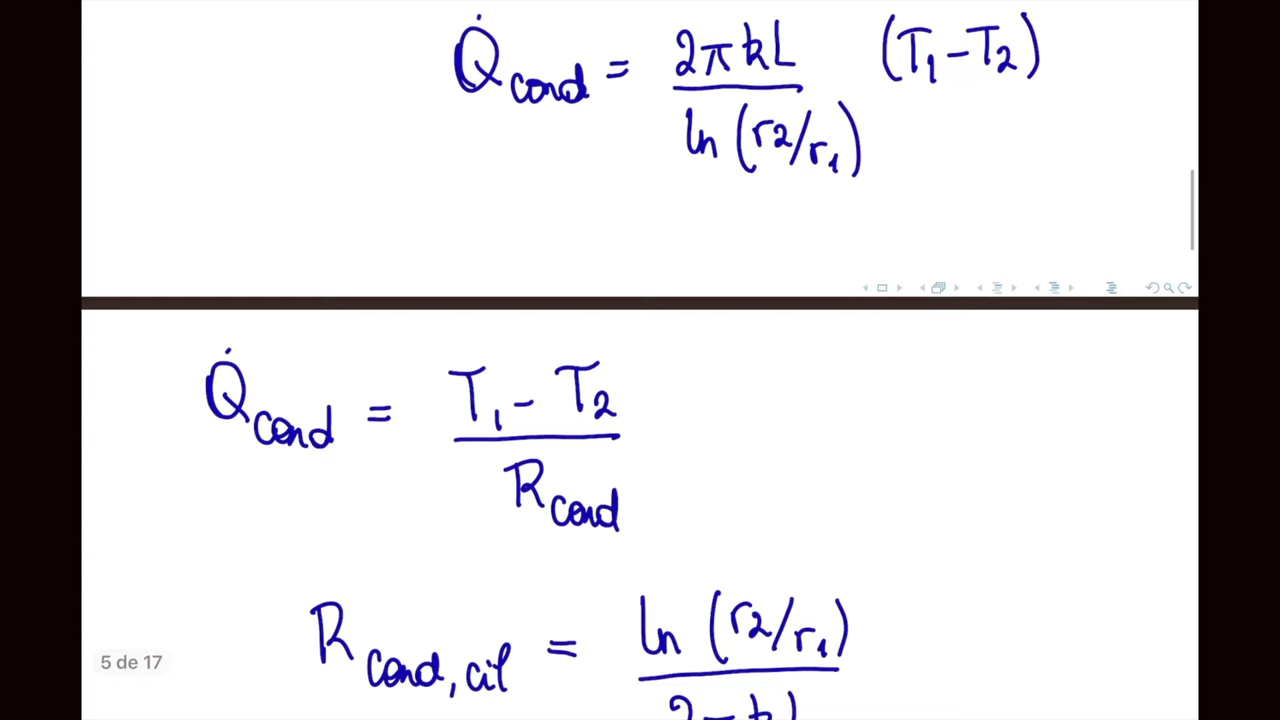 Q̇cond = 2πkL / ln (r2/r1) (T1 − T2)
Q̇cond = T1 − T2 / Rcond
Rcond, cil = ln (r2/r1) / 2πkL
5 de 17